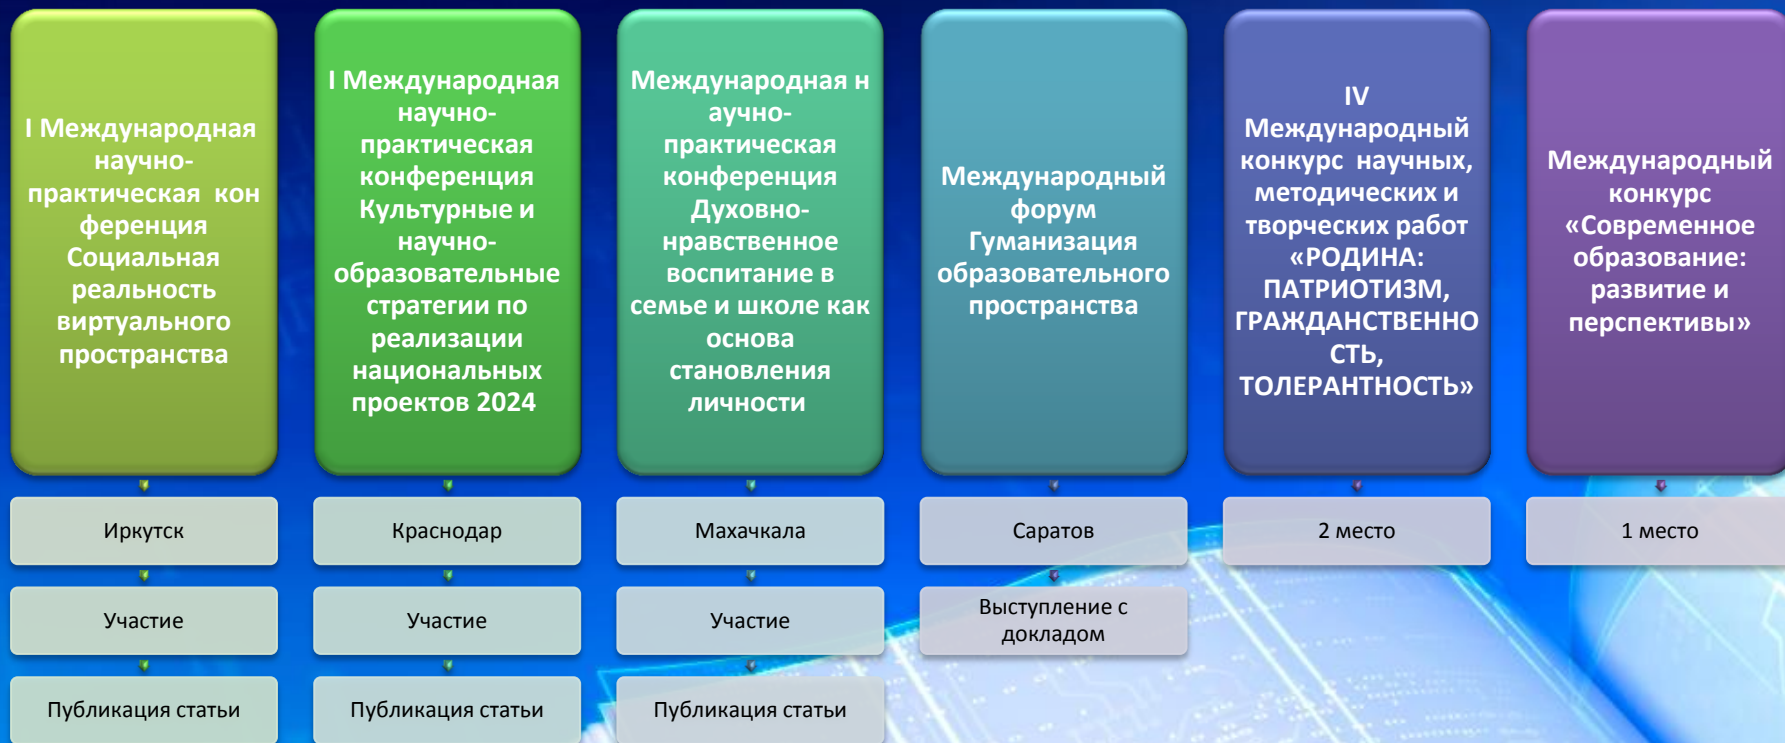 I Международная
научно-
практическая  кон
ференция
Социальная
реальность
виртуального
пространства
Иркутск
Участие
Публикация статьи
I Международная
научно-
практическая
конференция
Культурные и
научно-
образовательные
стратегии по
реализации
национальных
проектов 2024
Краснодар
Участие
Публикация статьи
Международная н
аучно-
практическая
конференция
Духовно-
нравственное
воспитание в
семье и школе как
основа
становления
личности
Махачкала
Участие
Публикация статьи
Международный
форум
Гуманизация
образовательного
пространства
Саратов
Выступление с
докладом
IV
Международный
конкурс  научных,
методических и
творческих работ
«РОДИНА:
ПАТРИОТИЗМ,
ГРАЖДАНСТВЕННО
СТЬ,
ТОЛЕРАНТНОСТЬ»
2 место
Международный
конкурс
«Современное
образование:
развитие и
перспективы»
1 место